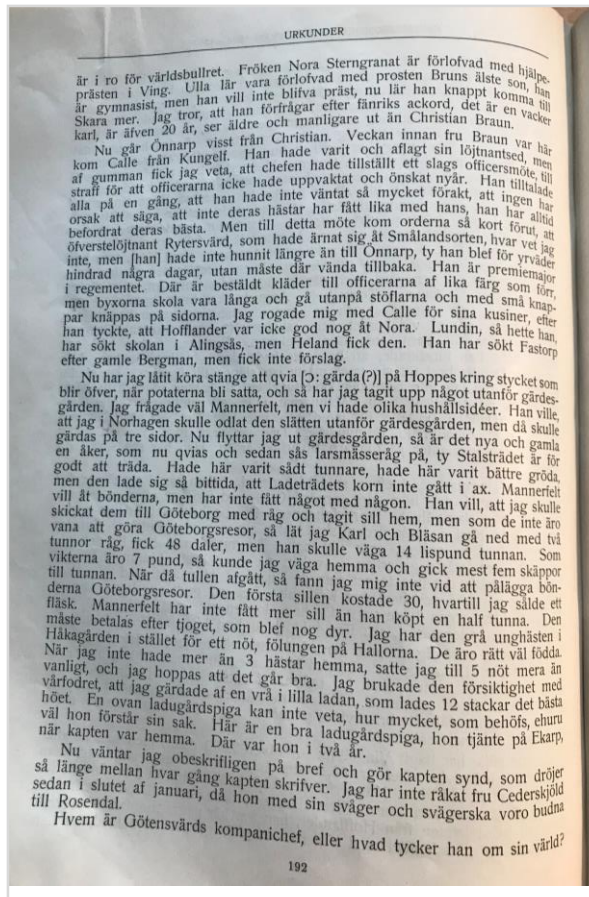 URKUNDER
är i ro för världsbullret. Fröken Nora Sterngranat är förlofvad med hjälpe-
prästen i Ving. Ulla lär vara förlofvad med prosten Bruns älste son, han
är gymnasist, men han vill inte blifva präst, nu lär han knappt komma till
Skara mer. Jag tror, att han förfrågar efter fänriks ackord, det är en vacker
karl, är äfven 20 år, ser äldre och manligare ut än Christian Braun.
Nu går Önnarp visst från Christian. Veckan innan fru Braun var här
kom Calle från Kungelf. Han hade varit och aflagt sin löjtnantsed, men
af gumman fick jag veta, att chefen hade tillställt ett slags officersmöte, till
straff för att officerarna icke hade uppvaktat och önskat nyår. Han tilltalade
alla på en gång, att han hade inte väntat så mycket förakt, att ingen har
orsak att säga, att inte deras hästar har fått lika med hans, han har alltid
befordrat deras bästa. Men till detta möte kom orderna så kort förut, att
öfverstelöjtnant Rytersvärd, som hade ärnat sig åt Smålandsorten, hvar vet jag
inte, men [han] hade inte hunnit längre än till Önnarp, ty han blef för yrväder
hindrad några dagar, utan måste där vända tillbaka. Han är premiemajor
i regementet. Där är beställdt kläder till officerarna af lika färg som förr,
men byxorna skola vara långa och gå utanpå stöflarna och med små knap-
par knäppas på sidorna. Jag rogade mig med Calle för sina kusiner, efter
han tyckte, att Hofflander var icke god nog åt Nora. Lundin, så hette han,
har sökt skolan i Alingsås, men Heland fick den. Han har sökt Fastorp
efter gamle Bergman, men fick inte förslag.
Nu har jag låtit köra stänge att qvia [ɔ: gärda (?)] på Hoppes kring stycket som
blir öfver, när potaterna bli satta, och så har jag tagit upp något utanför gärdes-
gården. Jag frågade väl Mannerfelt, men vi hade olika hushållsidéer. Han ville,
att jag i Norhagen skulle odlat den slätten utanför gärdesgården, men då skulle
gärdas på tre sidor. Nu flyttar jag ut gärdesgården, så är det nya och gamla
en åker, som nu qvias och sedan sås larsmässeråg på, ty Stalsträdet är för
godt att träda. Hade här varit sådt tunnare, hade här varit bättre gröda,
men den lade sig så bittida, att Ladeträdets korn inte gått i ax. Mannerfelt
vill åt bönderna, men har inte fått något med någon. Han vill, att jag skulle
skickat dem till Göteborg med råg och tagit sill hem, men som de inte äro
vana att göra Göteborgsresor, så lät jag Karl och Bläsan gå ned med två
tunnor råg, fick 48 daler, men han skulle väga 14 lispund tunnan. Som
vikterna äro 7 pund, så kunde jag väga hemma och gick mest fem skäppor
till tunnan. När då tullen afgått, så fann jag mig inte vid att pålägga bön-
derna Göteborgsresor. Den första sillen kostade 30, hvartill jag sålde ett
fläsk. Mannerfelt har inte fått mer sill än han köpt en half tunna. Den
måste betalas efter tjoget, som blef nog dyr. Jag har den grå unghästen i
Håkagården i stället för ett nöt, fölungen på Hallorna. De äro rätt väl födda.
När jag inte hade mer än 3 hästar hemma, satte jag till 5 nöt mera än
vanligt, och jag hoppas att det går bra. Jag brukade den försiktighet med
vårfodret, att jag gärdade af en vrå i lilla ladan, som lades 12 stackar det bästa
höet. En ovan ladugårdspiga kan inte veta, hur mycket, som behöfs, ehuru
väl hon förstår sin sak. Här är en bra ladugårdspiga, hon tjänte på Ekarp,
när kapten var hemma. Där var hon i två år.
Nu väntar jag obeskrifligen på bref och gör kapten synd, som dröjer
så länge mellan hvar gång kapten skrifver. Jag har inte råkat fru Cederskjöld
sedan i slutet af januari, då hon med sin svåger och svägerska voro budna
till Rosendal.
Hvem är Götensvärds kompanichef, eller hvad tycker han om sin värld?
192